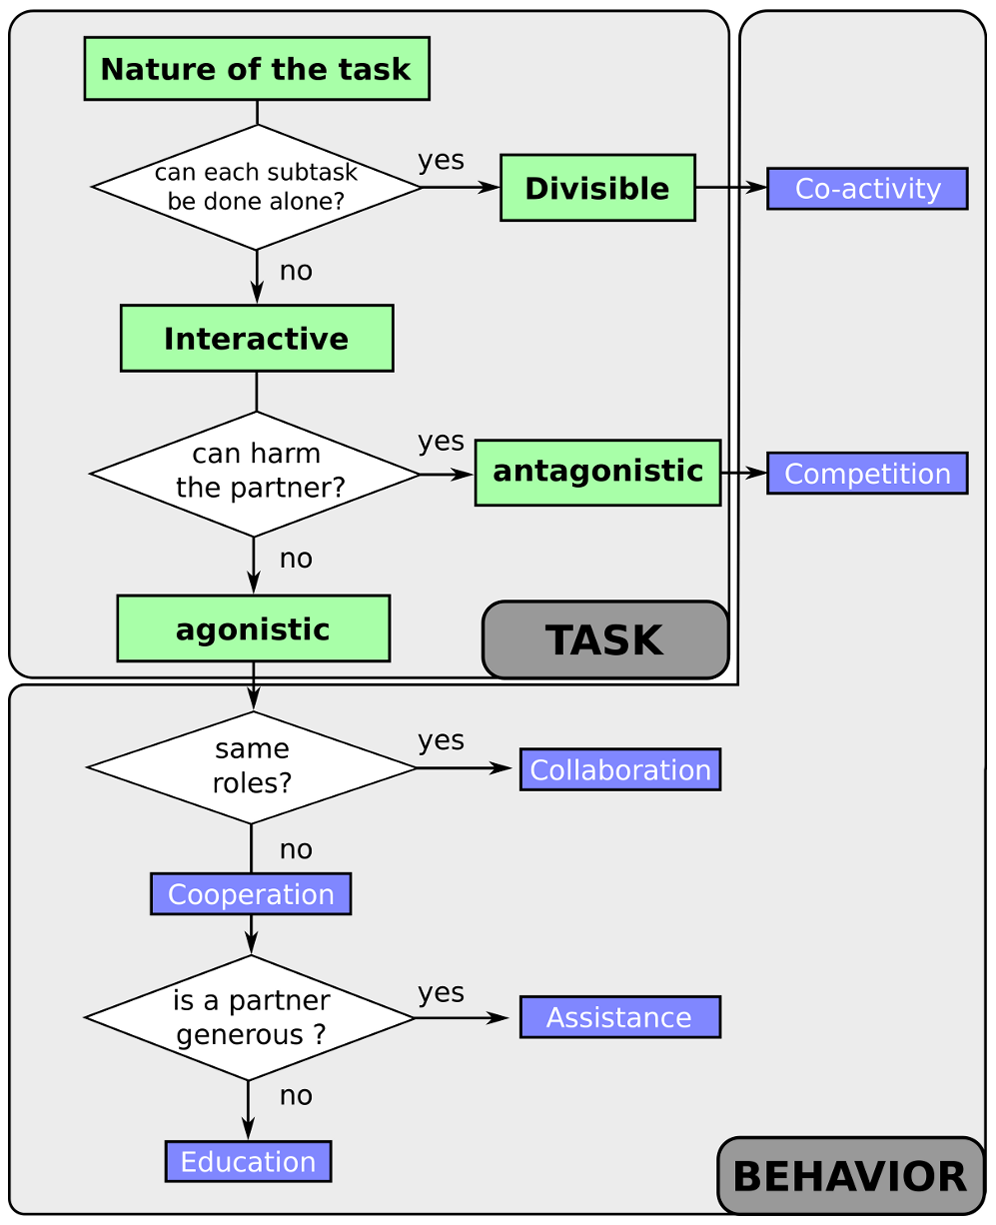 Nature of the task
can each subtask
be done alone?
yes
Divisible
Co-activity
no
Interactive
can harm
the partner?
yes
antagonistic
Competition
no
agonistic
TASK
same
roles?
yes
Collaboration
no
Cooperation
is a partner
generous ?
yes
Assistance
no
Education
BEHAVIOR